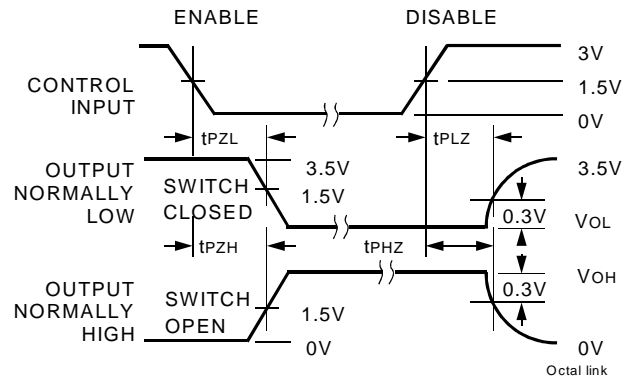 ENABLE DISABLE
CONTROL INPUT
3V
1.5V
0V
tPZL tPLZ
OUTPUT NORMALLY LOW
SWITCH CLOSED
3.5V
1.5V
3.5V
0.3V
VOL
tPZH tPHZ
OUTPUT NORMALLY HIGH
SWITCH OPEN
1.5V
0V
VOH
0.3V
0V
Octal link